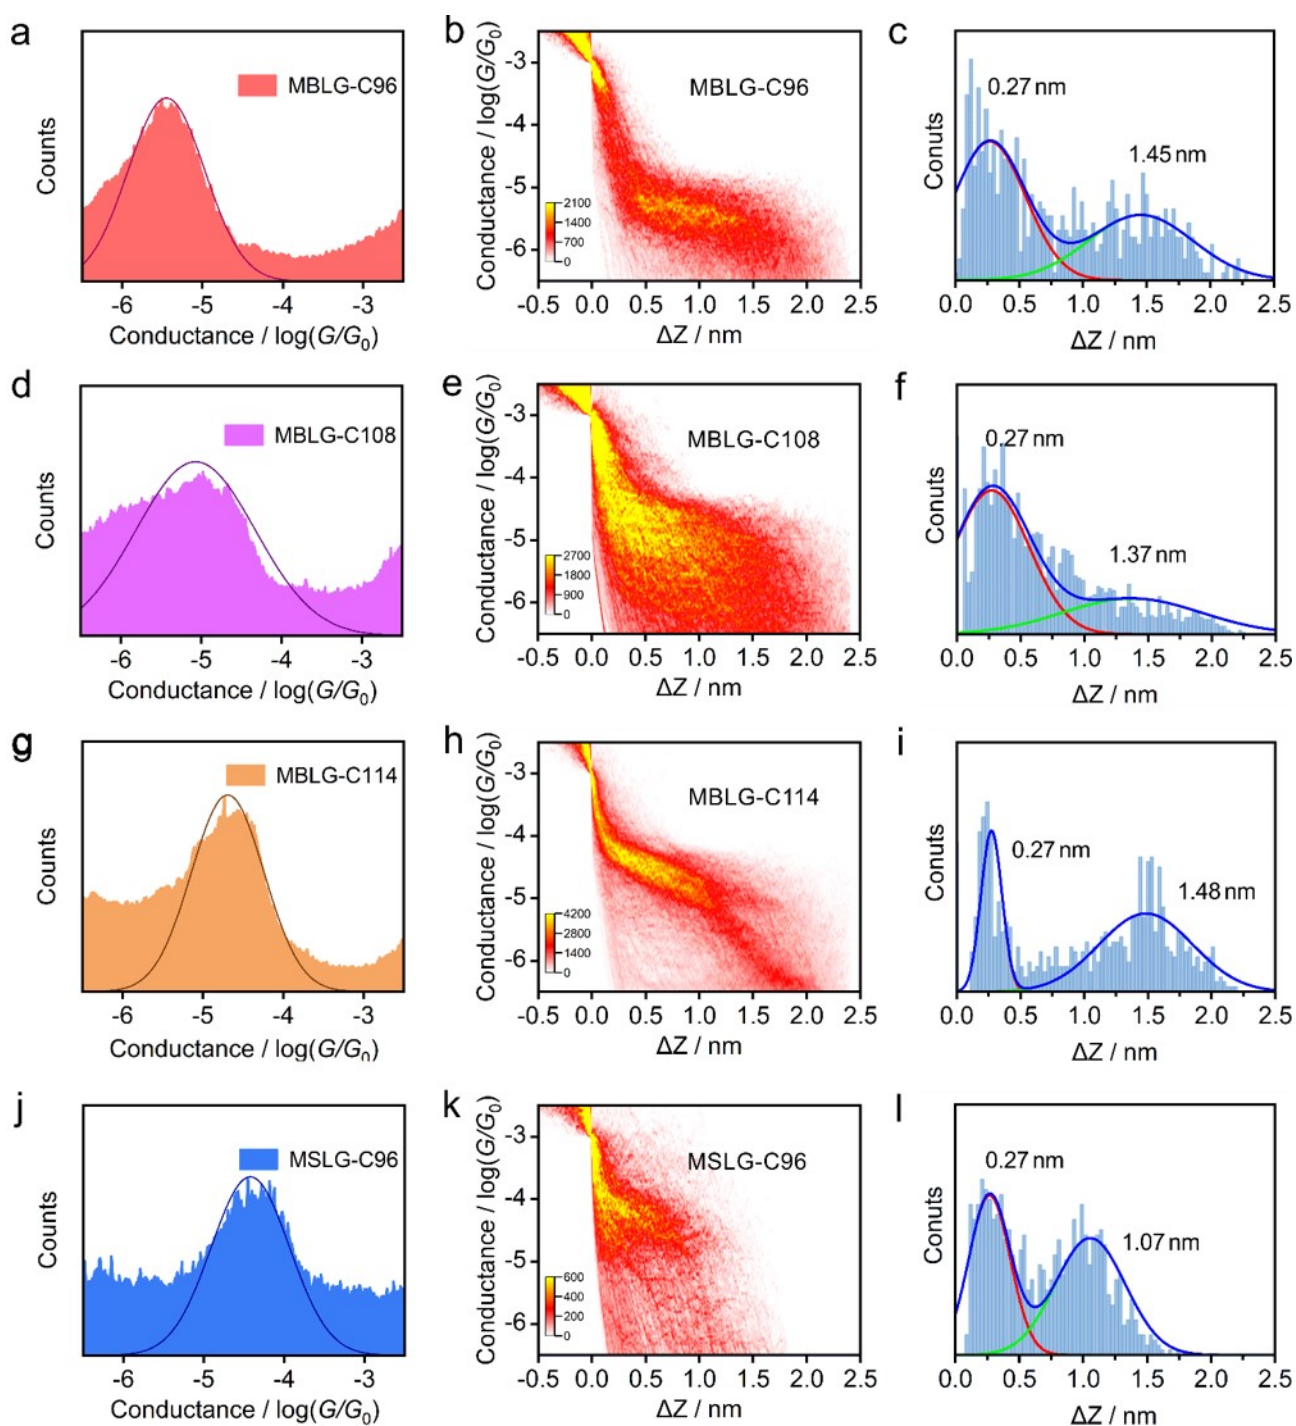 a
MBLG-C96
Counts
-6 -5 -4 -3
Conductance / log(G/G0)
b
MBLG-C96
Conductance / log(G/G0)
-3
-4
-5
-6
2100
1400
700
0
-0.5 0.0 0.5 1.0 1.5 2.0 2.5
ΔZ / nm
c
0.27 nm
1.45 nm
Conuts
0.0 0.5 1.0 1.5 2.0 2.5
ΔZ / nm
d
MBLG-C108
Counts
-6 -5 -4 -3
Conductance / log(G/G0)
e
MBLG-C108
Conductance / log(G/G0)
-3
-4
-5
-6
2700
1800
900
0
-0.5 0.0 0.5 1.0 1.5 2.0 2.5
ΔZ / nm
f
0.27 nm
1.37 nm
Conuts
0.0 0.5 1.0 1.5 2.0 2.5
ΔZ / nm
g
MBLG-C114
Counts
-6 -5 -4 -3
Conductance / log(G/G0)
h
MBLG-C114
Conductance / log(G/G0)
-3
-4
-5
-6
4200
2800
1400
0
-0.5 0.0 0.5 1.0 1.5 2.0 2.5
ΔZ / nm
i
0.27 nm
1.48 nm
Conuts
0.0 0.5 1.0 1.5 2.0 2.5
ΔZ / nm
j
MSLG-C96
Counts
-6 -5 -4 -3
Conductance / log(G/G0)
k
MSLG-C96
Conductance / log(G/G0)
-3
-4
-5
-6
600
400
200
0
-0.5 0.0 0.5 1.0 1.5 2.0 2.5
ΔZ / nm
l
0.27 nm
1.07 nm
Conuts
0.0 0.5 1.0 1.5 2.0 2.5
ΔZ / nm